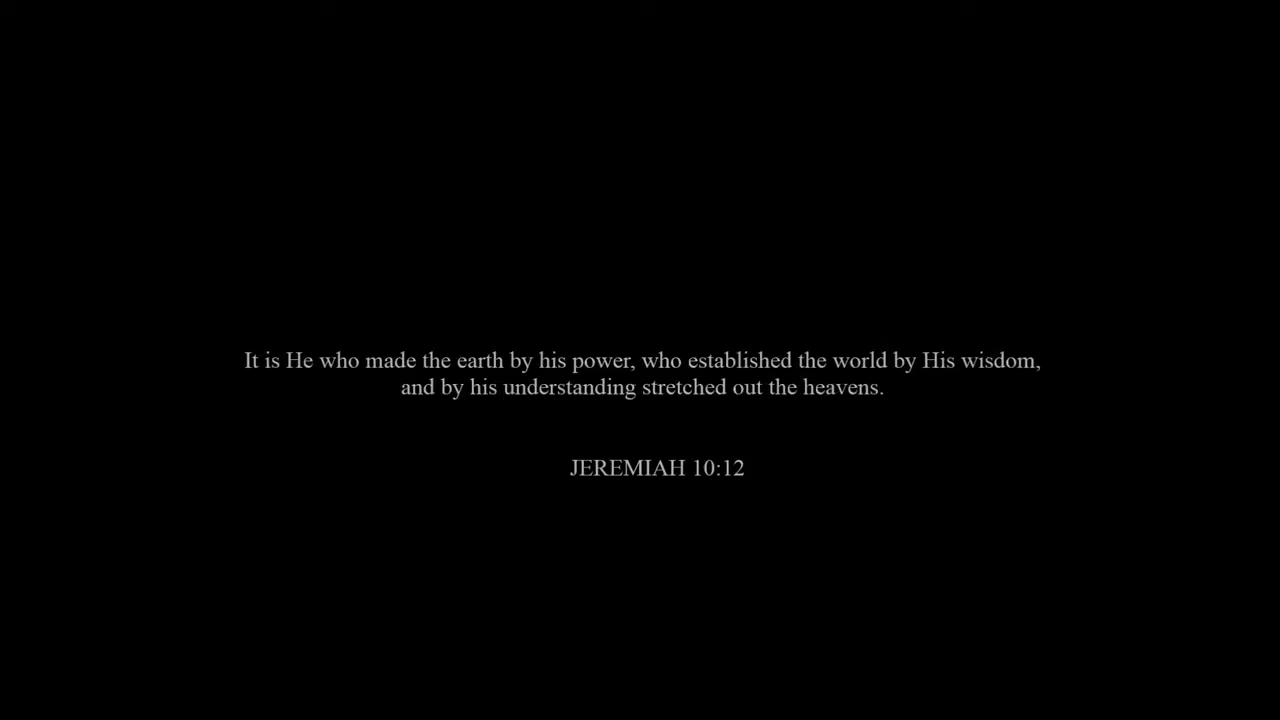 It is He who made the earth by his power, who established the world by His wisdom,
and by his understanding stretched out the heavens.
JEREMIAH 10:12